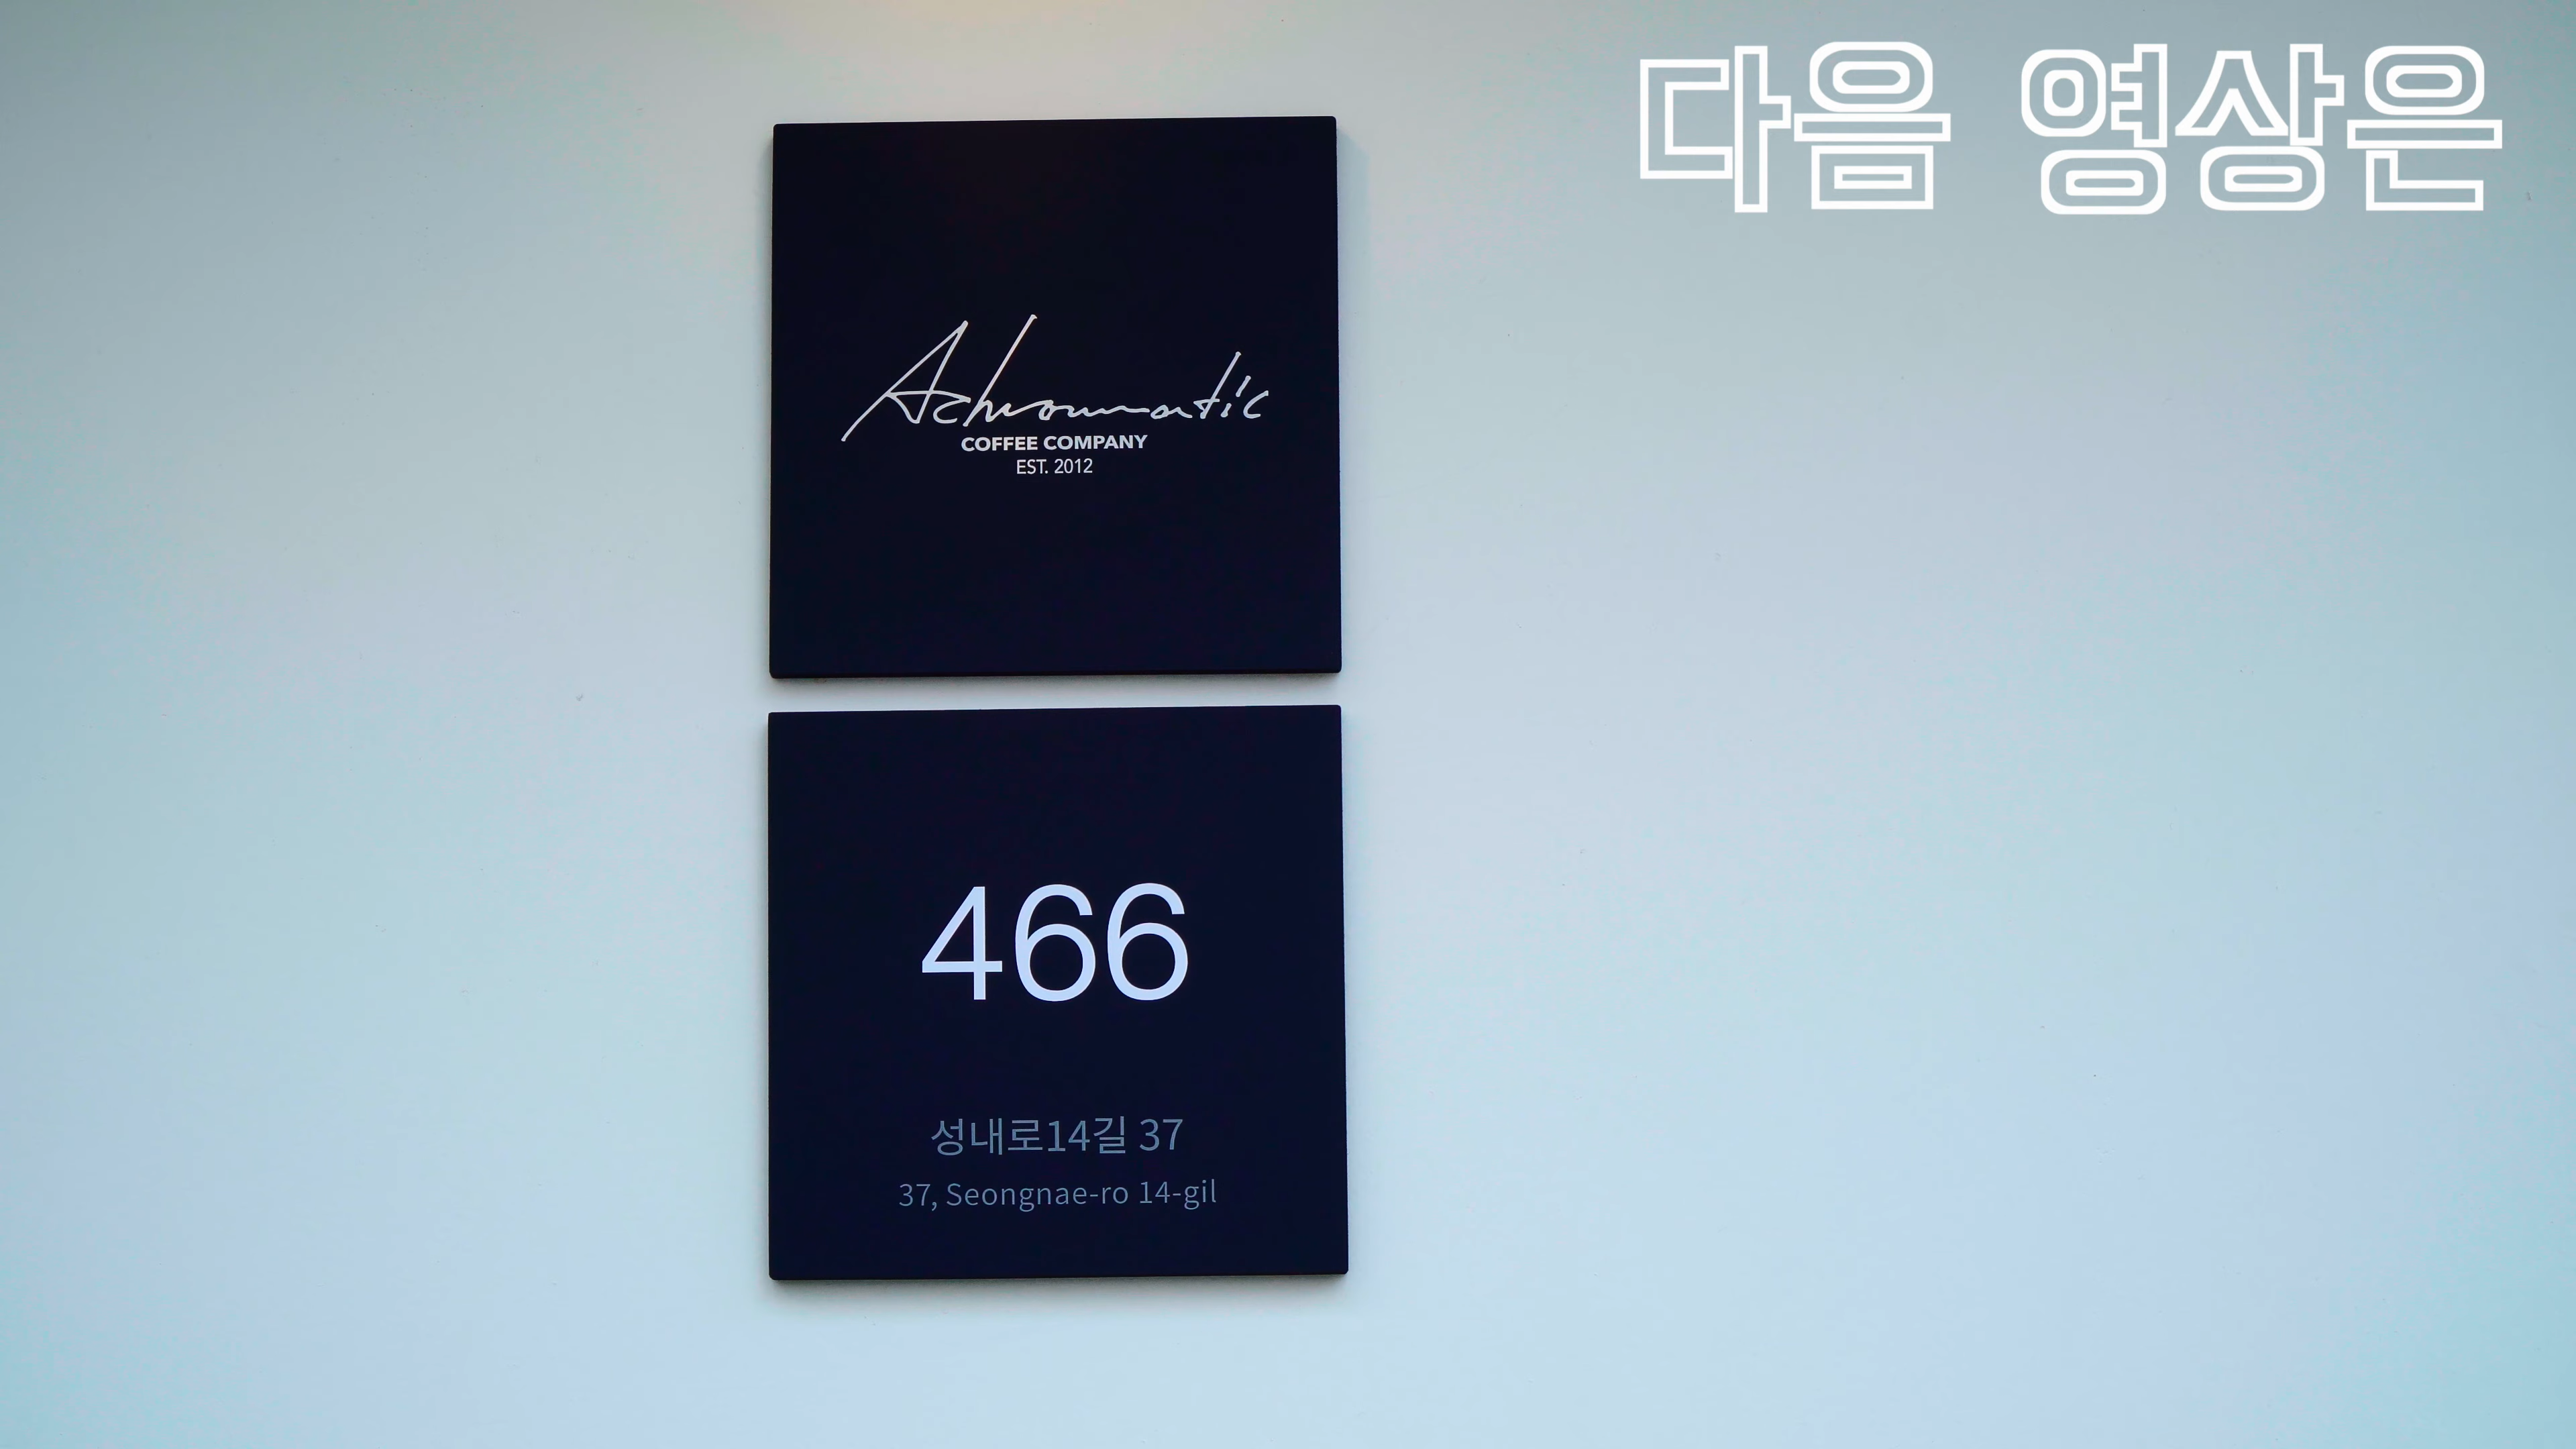 다음 영상은
Achromatic
COFFEE COMPANY
EST. 2012
466
성내로14길 37
37, Seongnae-ro 14-gil